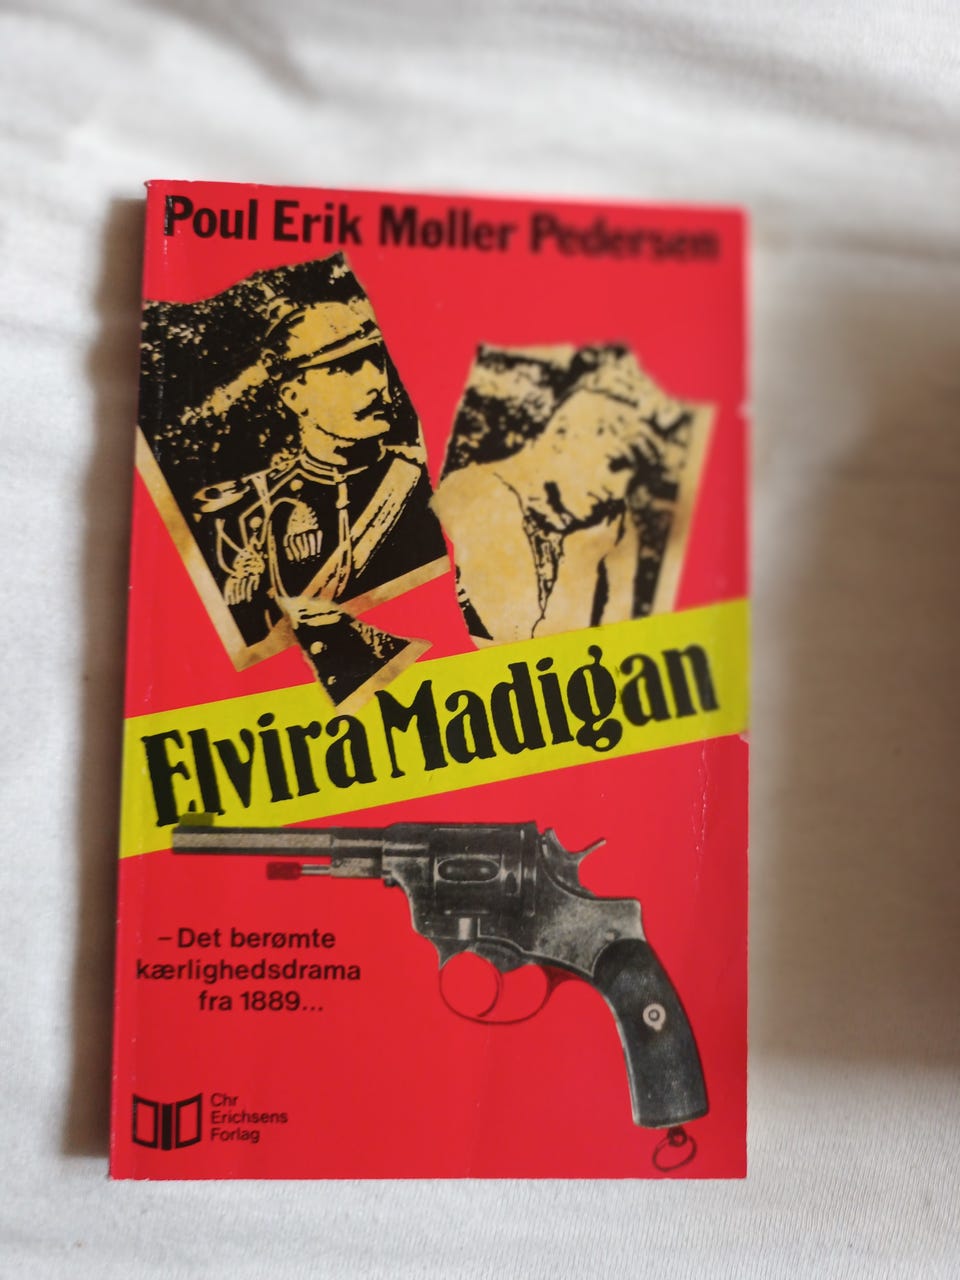 Poul Erik Møller Pedersen
Elvira Madigan
– Det berømte
kærlighedsdrama
fra 1889...
Chr
Erichsens
Forlag